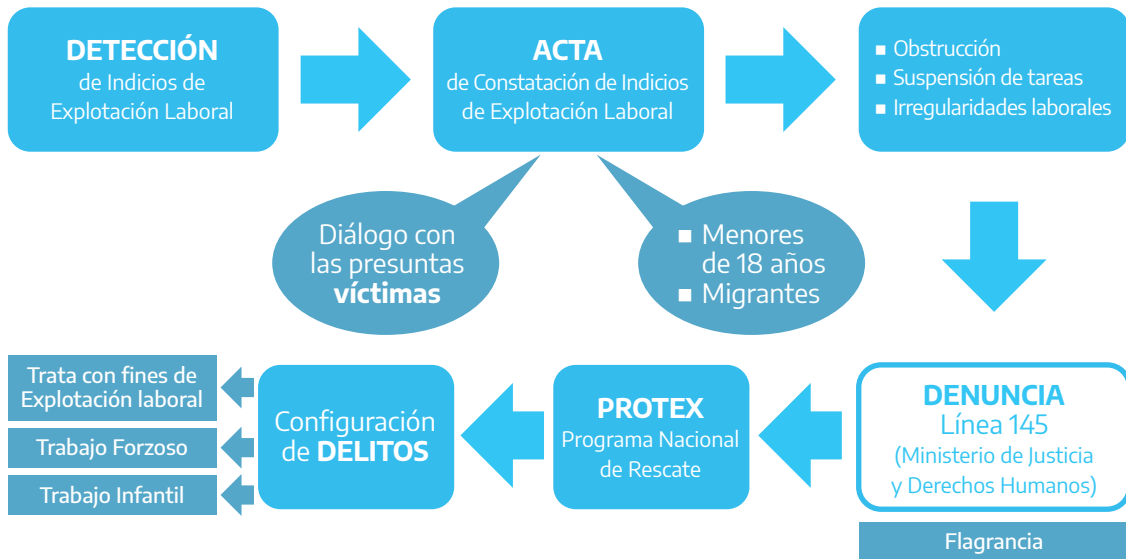 DETECCIÓN
de Indicios de
Explotación Laboral
ACTA
de Constatación de Indicios
de Explotación Laboral
■ Obstrucción
■ Suspensión de tareas
■ Irregularidades laborales
Diálogo con
las presuntas
víctimas
■ Menores
de 18 años
■ Migrantes
DENUNCIA
Línea 145
(Ministerio de Justicia
y Derechos Humanos)
Flagrancia
PROTEX
Programa Nacional
de Rescate
Configuración
de DELITOS
Trata con fines de
Explotación laboral
Trabajo Forzoso
Trabajo Infantil